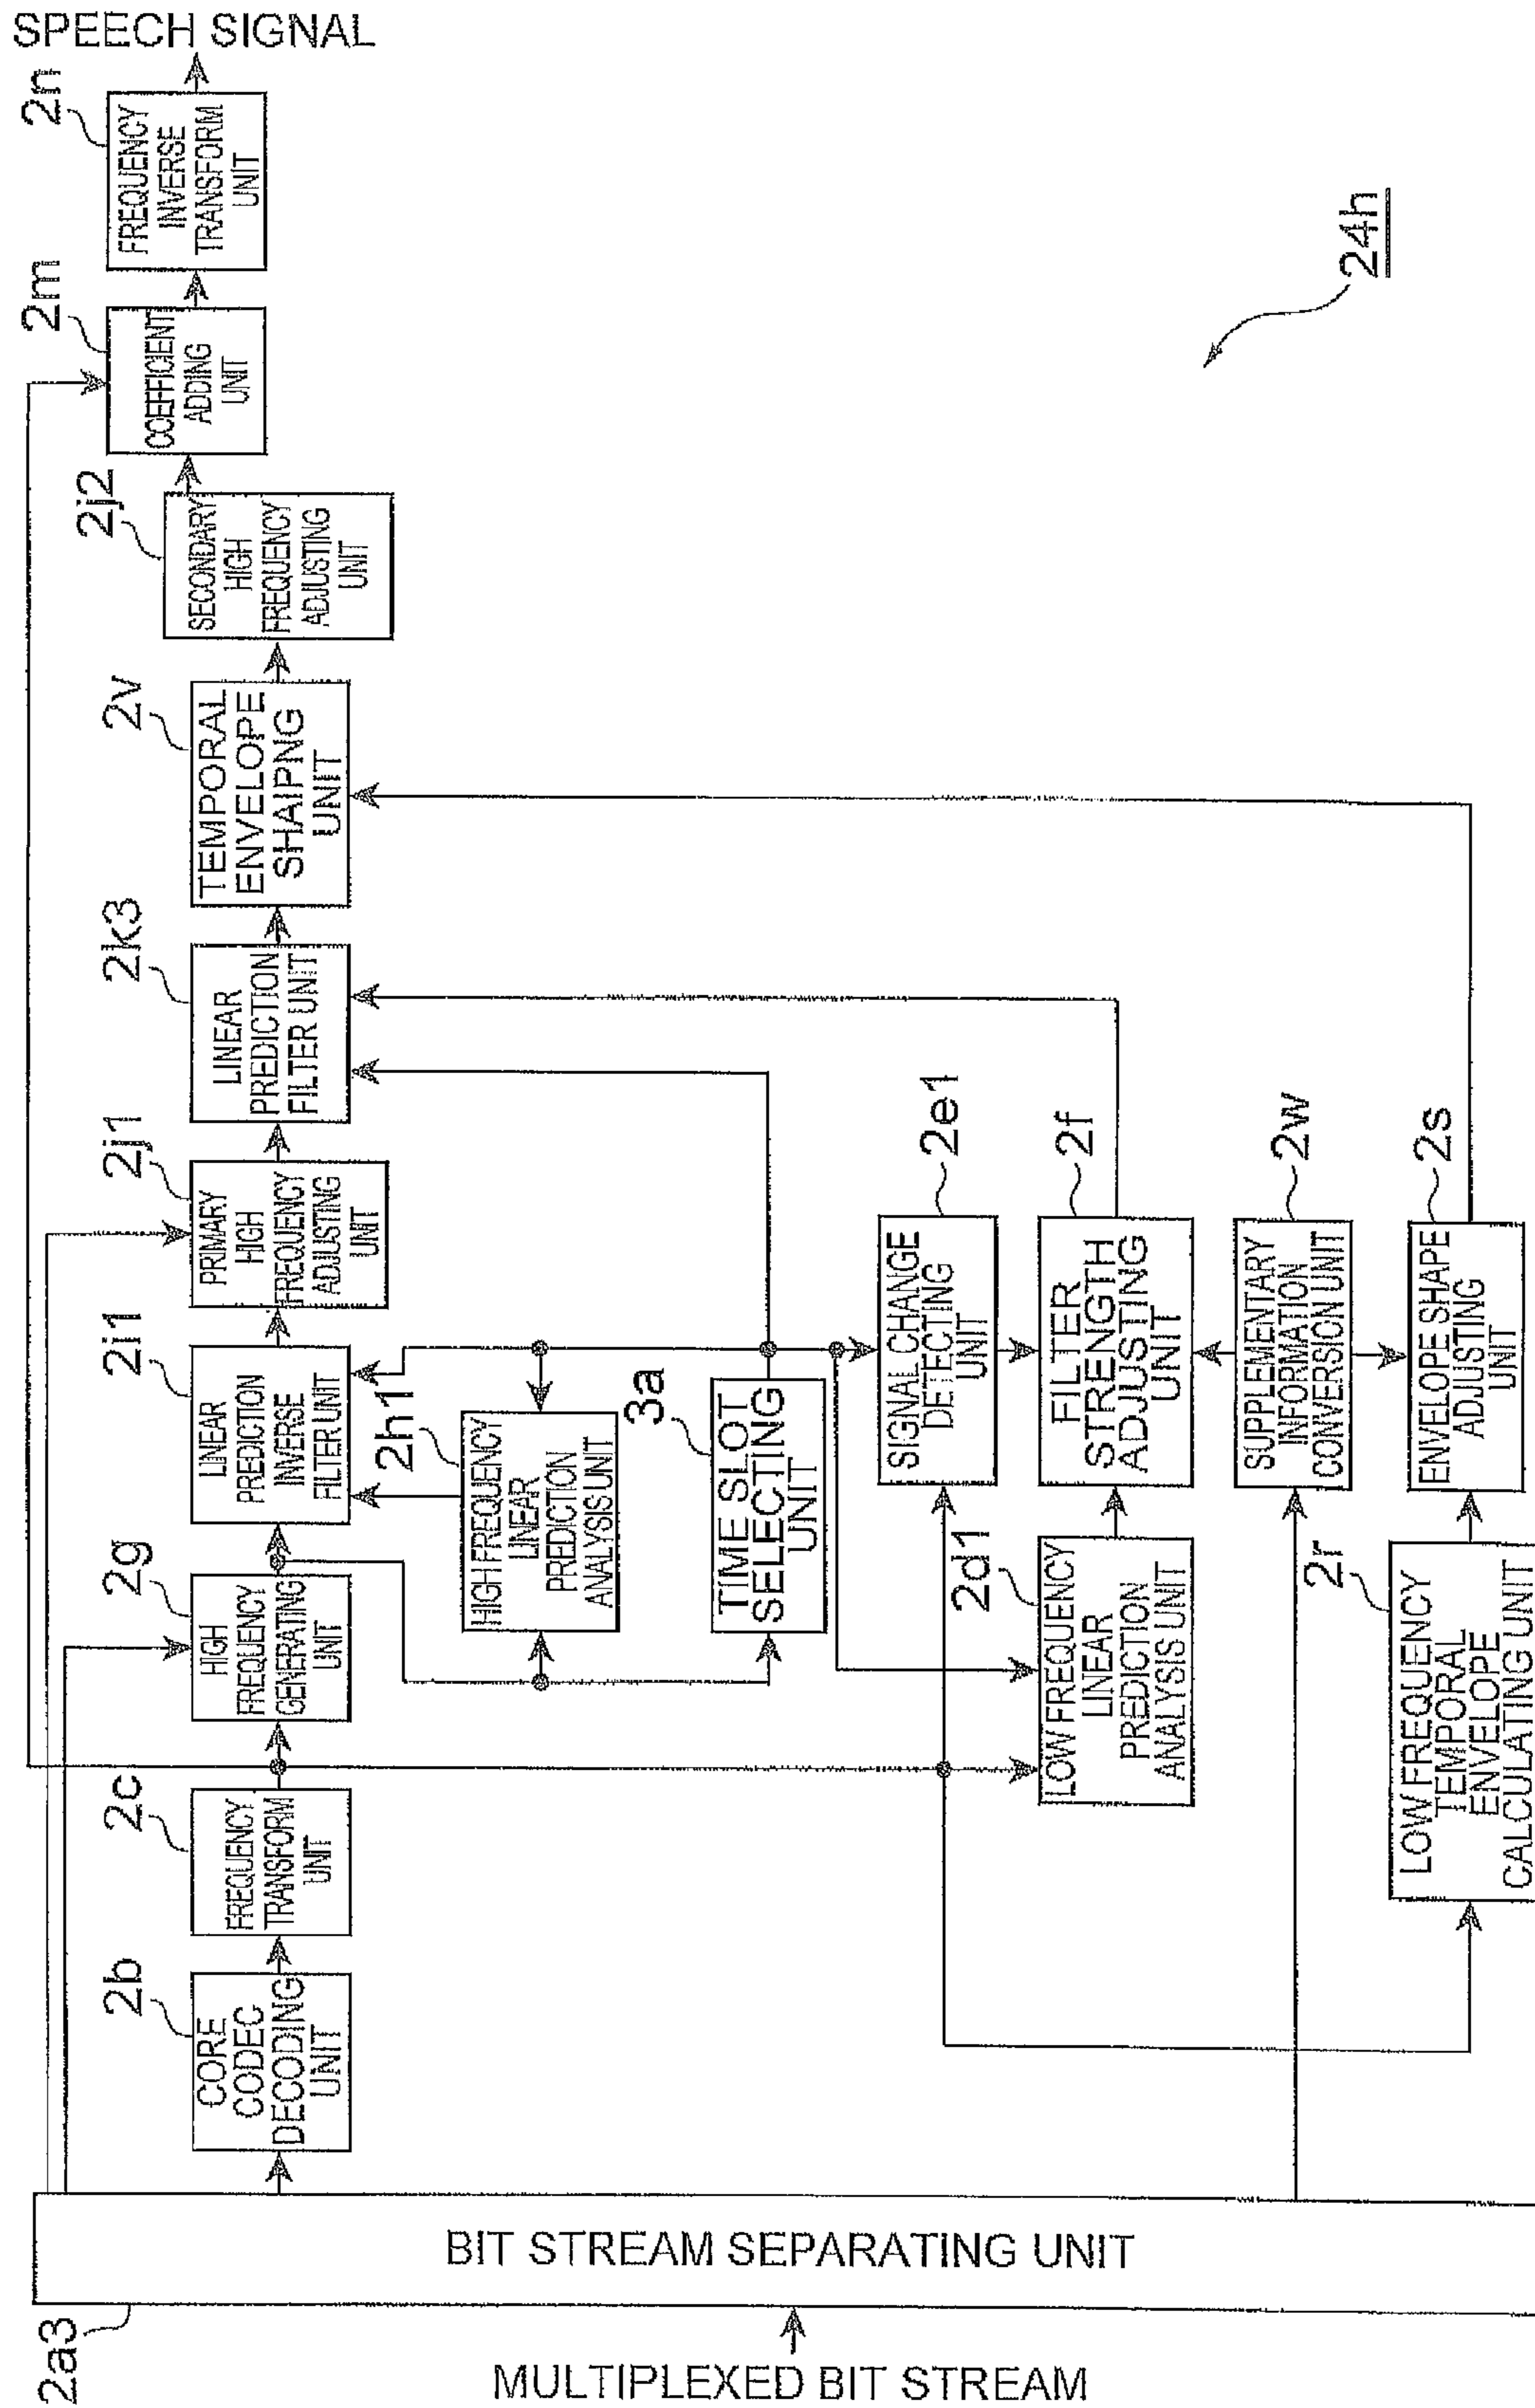 SPEECH SIGNAL
2n
FREQUENCY
INVERSE
TRANSFORM
UNIT
2m
COEFFICIENT
ADDING
UNIT
2j2
SECONDARY
HIGH
FREQUENCY
ADJUSTING
UNIT
2v
TEMPORAL
ENVELOPE
SHAIPNG
UNIT
2k3
LINEAR
PREDICTION
FILTER UNIT
2j1
PRIMARY
HIGH
FREQUENCY
ADJUSTING
UNIT
2i1
LINEAR
PREDICTION
INVERSE
FILTER UNIT
2h1
HIGH FREQUENCY
LINEAR
PREDICTION
ANALYSIS UNIT
3a
TIME SLOT
SELECTING
UNIT
2g
HIGH
FREQUENCY
GENERATING
UNIT
2c
FREQUENCY
TRANSFORM
UNIT
2b
CORE
CODEC
DECODING
UNIT
2e1
SIGNAL CHANGE
DETECTING
UNIT
2f
FILTER
STRENGTH
ADJUSTING
UNIT
2w
SUPPLEMENTARY
INFORMATION
CONVERSION UNIT
2s
ENVELOPE SHAPE
ADJUSTING
UNIT
2d1
LOW FREQUENCY
LINEAR
PREDICTION
ANALYSIS UNIT
2r
LOW FREQUENCY
TEMPORAL
ENVELOPE
CALCULATING UNIT
24h
BIT STREAM SEPARATING UNIT
2a3
MULTIPLEXED BIT STREAM